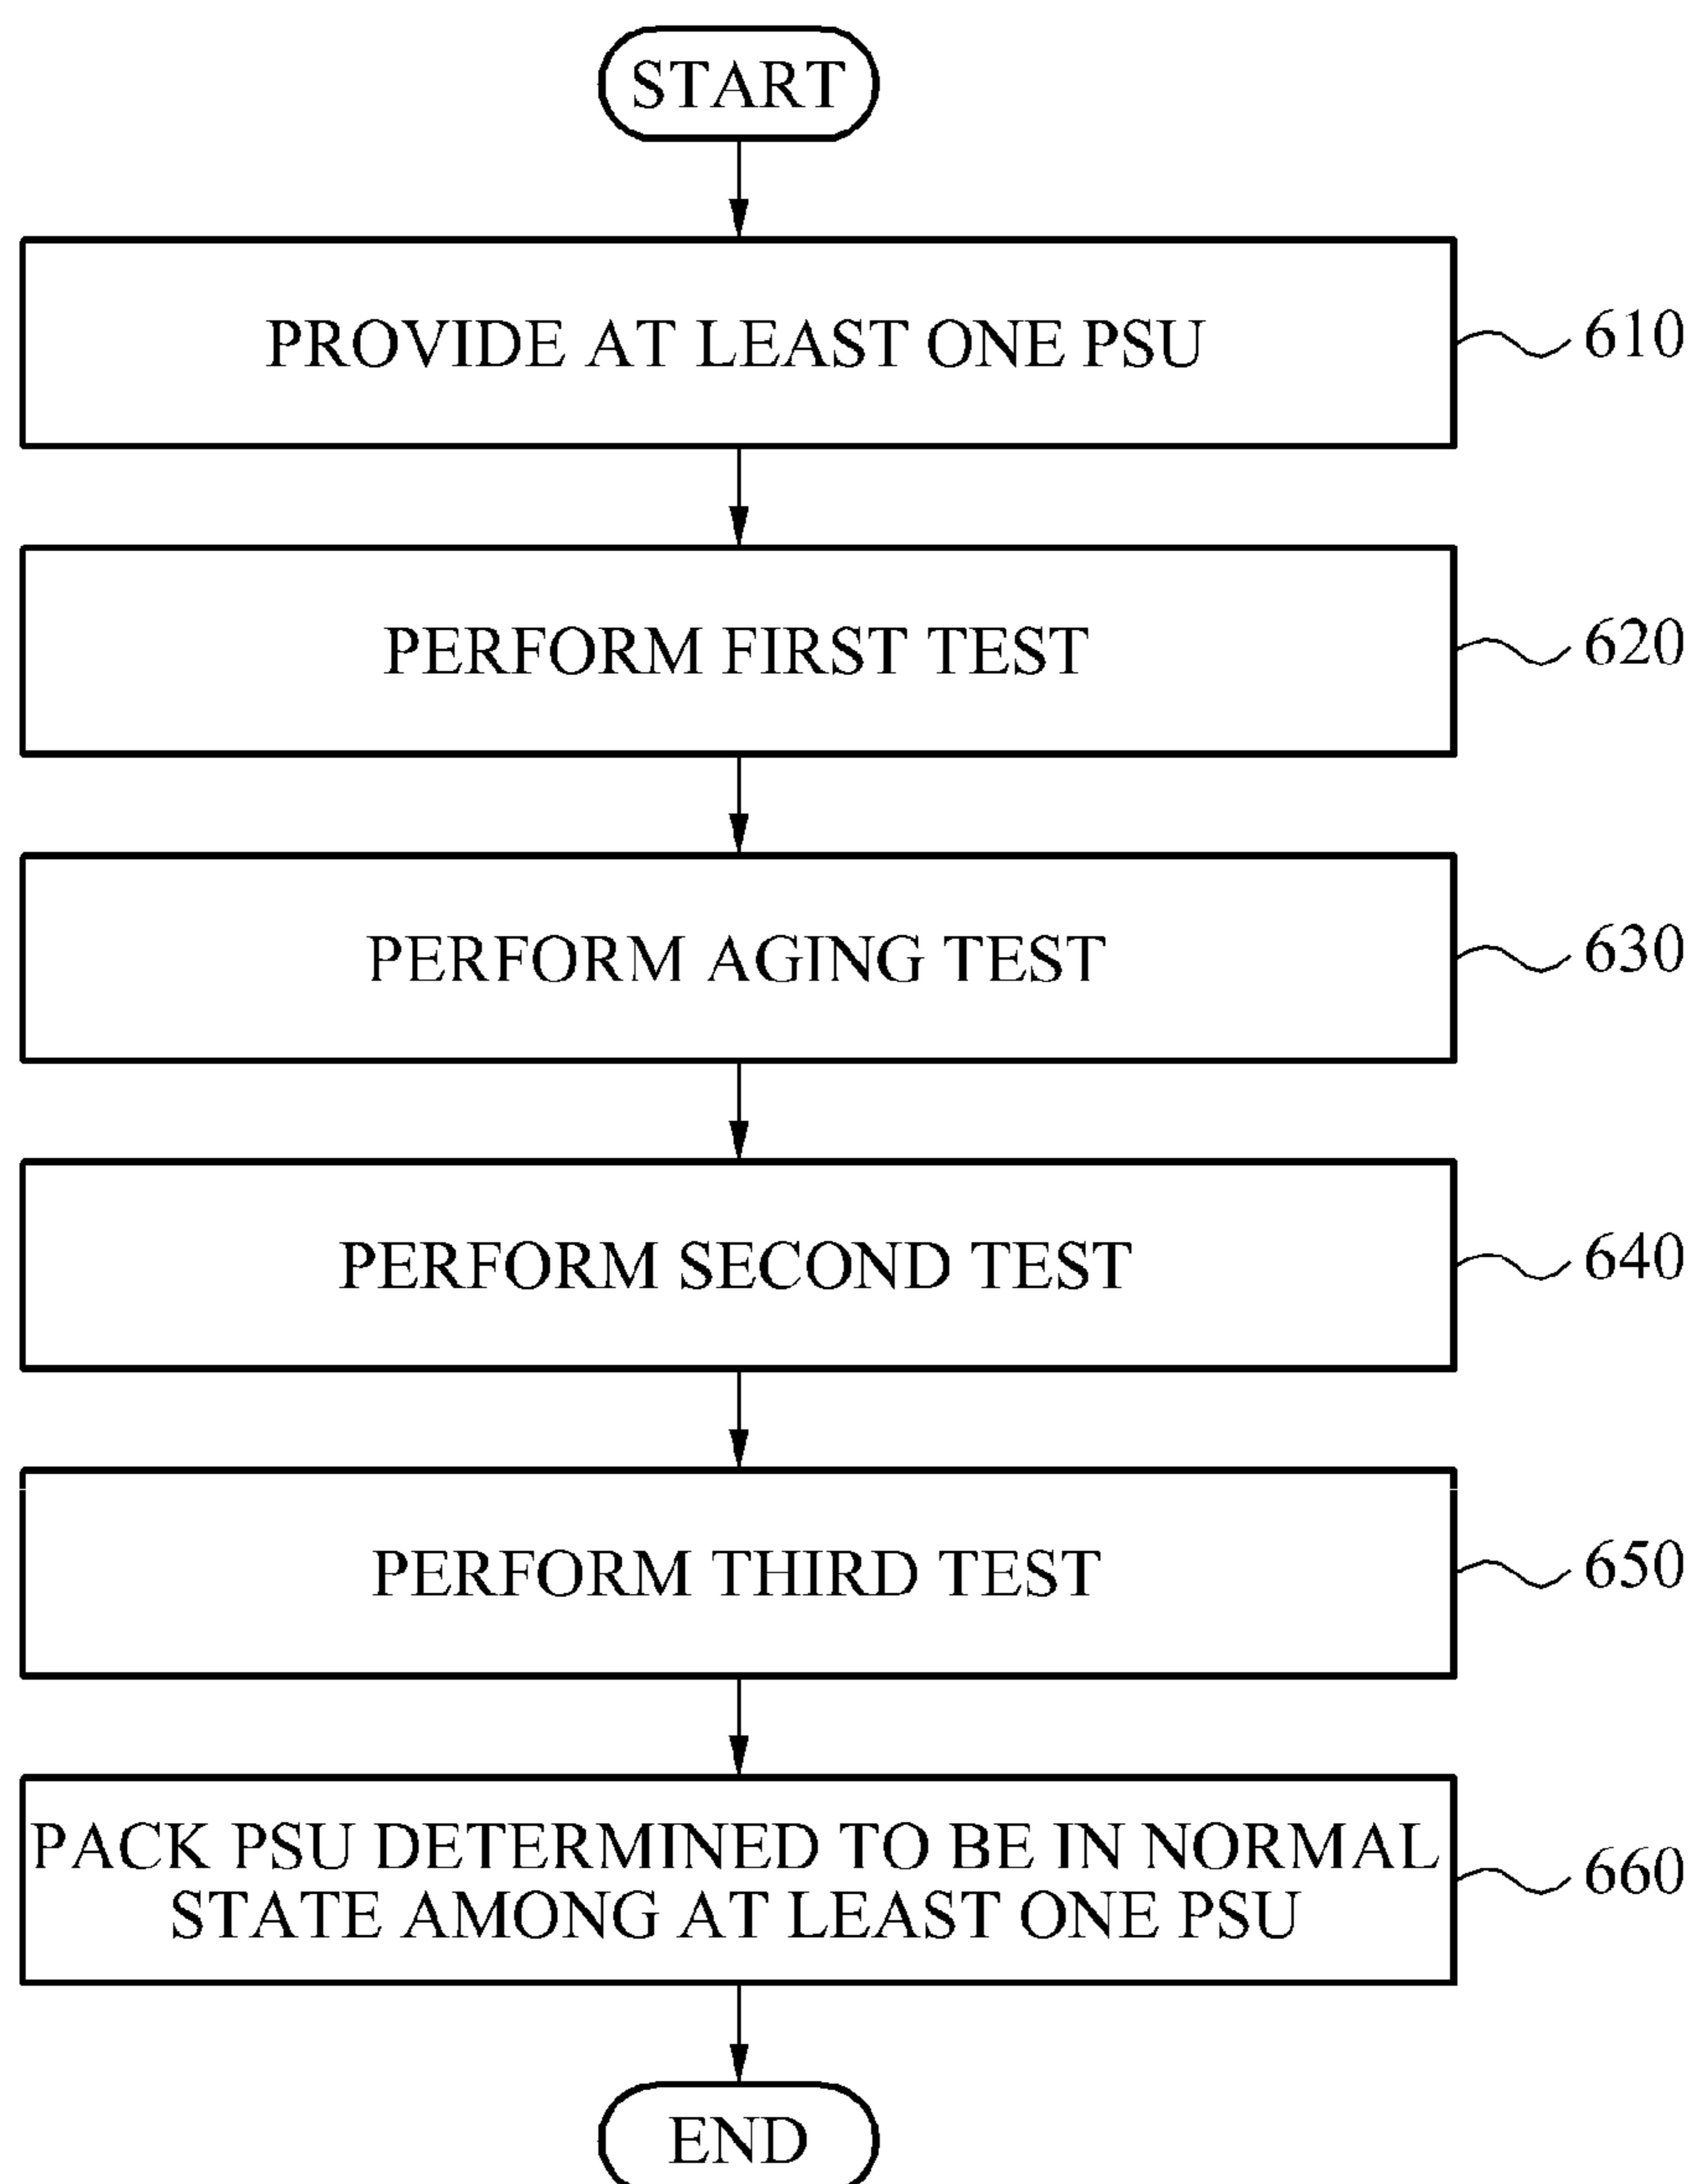 START
PROVIDE AT LEAST ONE PSU
610
PERFORM FIRST TEST
620
PERFORM AGING TEST
630
PERFORM SECOND TEST
640
PERFORM THIRD TEST
650
PACK PSU DETERMINED TO BE IN NORMAL
STATE AMONG AT LEAST ONE PSU
660
END